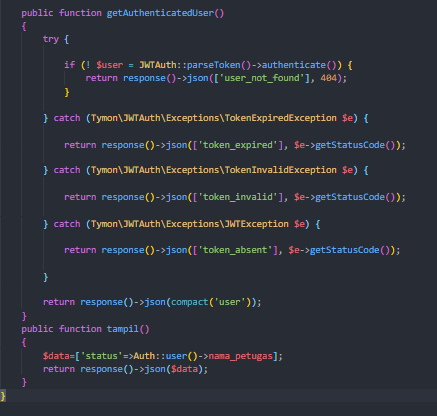 public function getAuthenticatedUser()
{
try {
if (! $user = JWTAuth::parseToken()->authenticate()) {
return response()->json(['user_not_found'], 404);
}
} catch (Tymon\JWTAuth\Exceptions\TokenExpiredException $e) {
return response()->json(['token_expired'], $e->getStatusCode());
} catch (Tymon\JWTAuth\Exceptions\TokenInvalidException $e) {
return response()->json(['token_invalid'], $e->getStatusCode());
} catch (Tymon\JWTAuth\Exceptions\JWTException $e) {
return response()->json(['token_absent'], $e->getStatusCode());
}
return response()->json(compact('user'));
}
public function tampil()
{
$data=['status'=>Auth::user()->nama_petugas];
return response()->json($data);
}
}